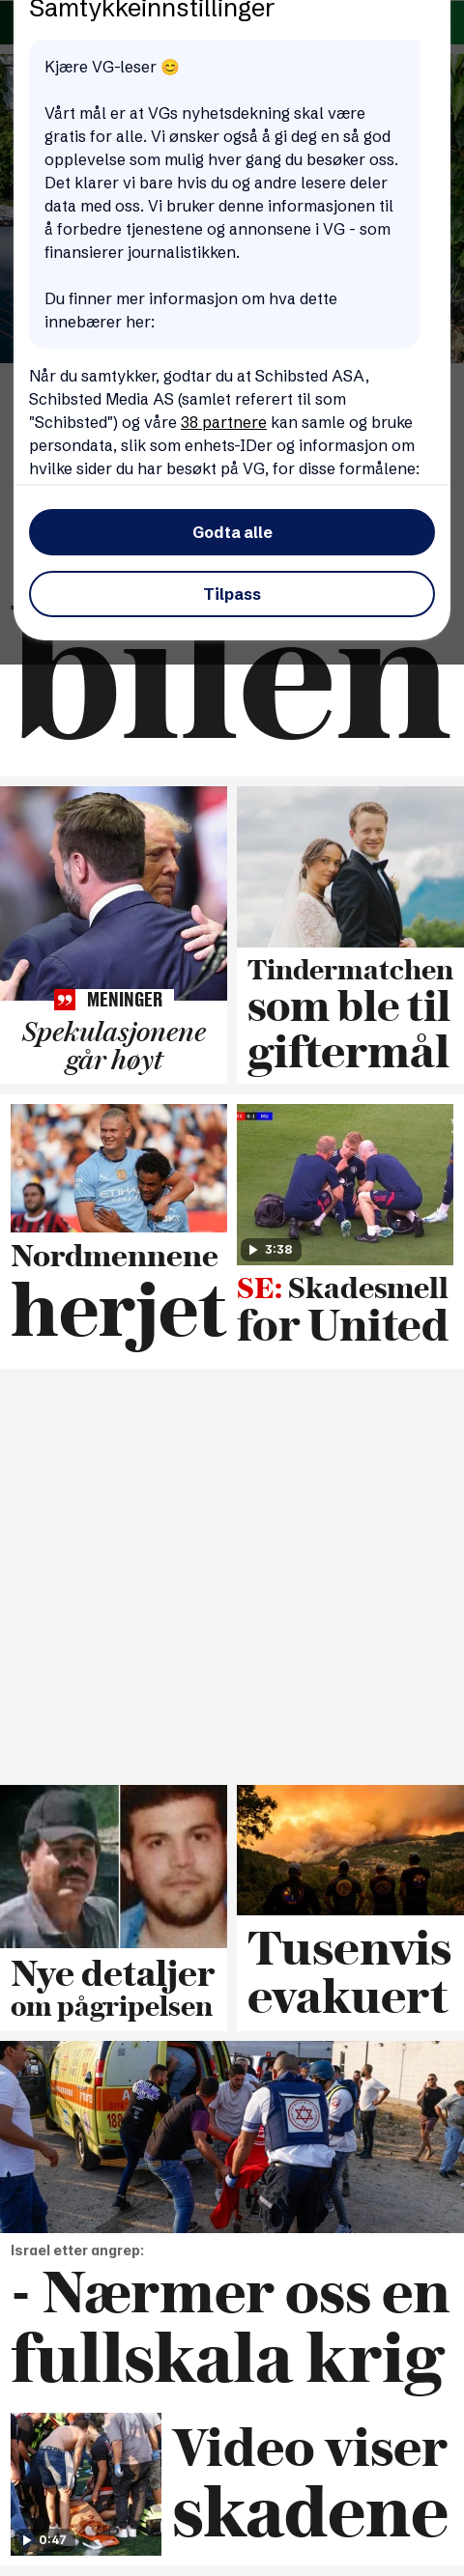 Samtykkeinnstillinger
Kjære VG-leser 😊
Vårt mål er at VGs nyhetsdekning skal være
gratis for alle. Vi ønsker også å gi deg en så god
opplevelse som mulig hver gang du besøker oss.
Det klarer vi bare hvis du og andre lesere deler
data med oss. Vi bruker denne informasjonen til
å forbedre tjenestene og annonsene i VG - som
finansierer journalistikken.
Du finner mer informasjon om hva dette
innebærer her:
Når du samtykker, godtar du at Schibsted ASA,
Schibsted Media AS (samlet referert til som
"Schibsted") og våre 38 partnere kan samle og bruke
persondata, slik som enhets-IDer og informasjon om
hvilke sider du har besøkt på VG, for disse formålene:
Godta alle
Tilpass
bilen
MENINGER
Spekulasjonene
går høyt
Tindermatchen
som ble til
giftermål
ETIHAD
Nordmennene
herjet
3:38
SE: Skadesmell
for United
Nye detaljer
om pågripelsen
Tusenvis
evakuert
188
Israel etter angrep:
- Nærmer oss en
fullskala krig
0:47
Video viser
skadene